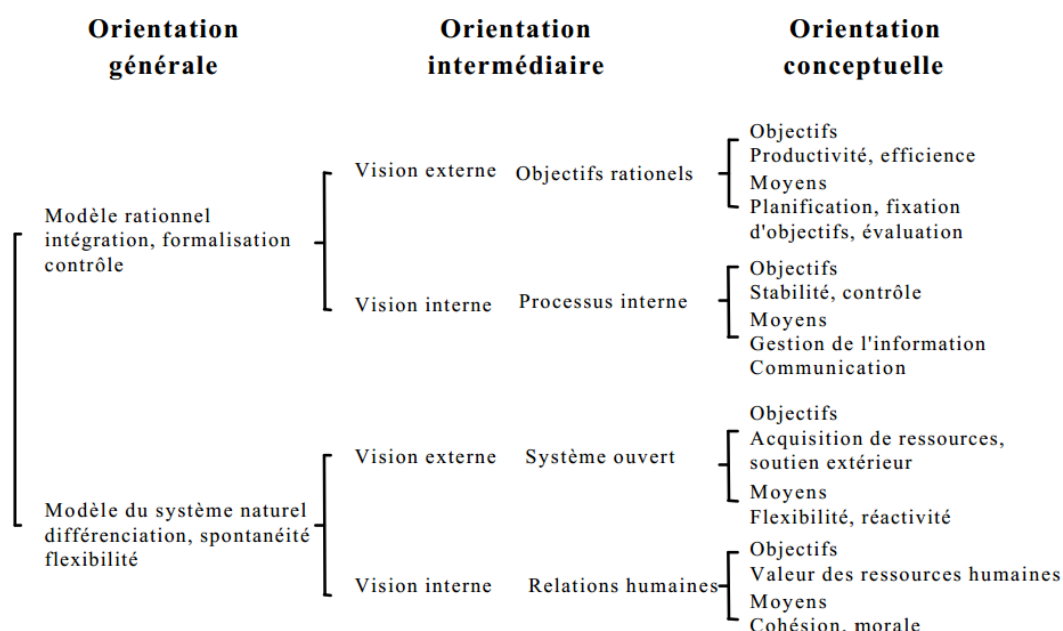 Orientation générale
Orientation intermédiaire
Orientation conceptuelle
Modèle rationnel
intégration, formalisation
contrôle
Vision externe Objectifs rationels
Objectifs
Productivité, efficience
Moyens
Planification, fixation
d'objectifs, évaluation
Vision interne Processus interne
Objectifs
Stabilité, contrôle
Moyens
Gestion de l'information
Communication
Modèle du système naturel
différenciation, spontanéité
flexibilité
Vision externe Système ouvert
Objectifs
Acquisition de ressources,
soutien extérieur
Moyens
Flexibilité, réactivité
Vision interne Relations humaines
Objectifs
Valeur des ressources humaines
Moyens
Cohésion, morale